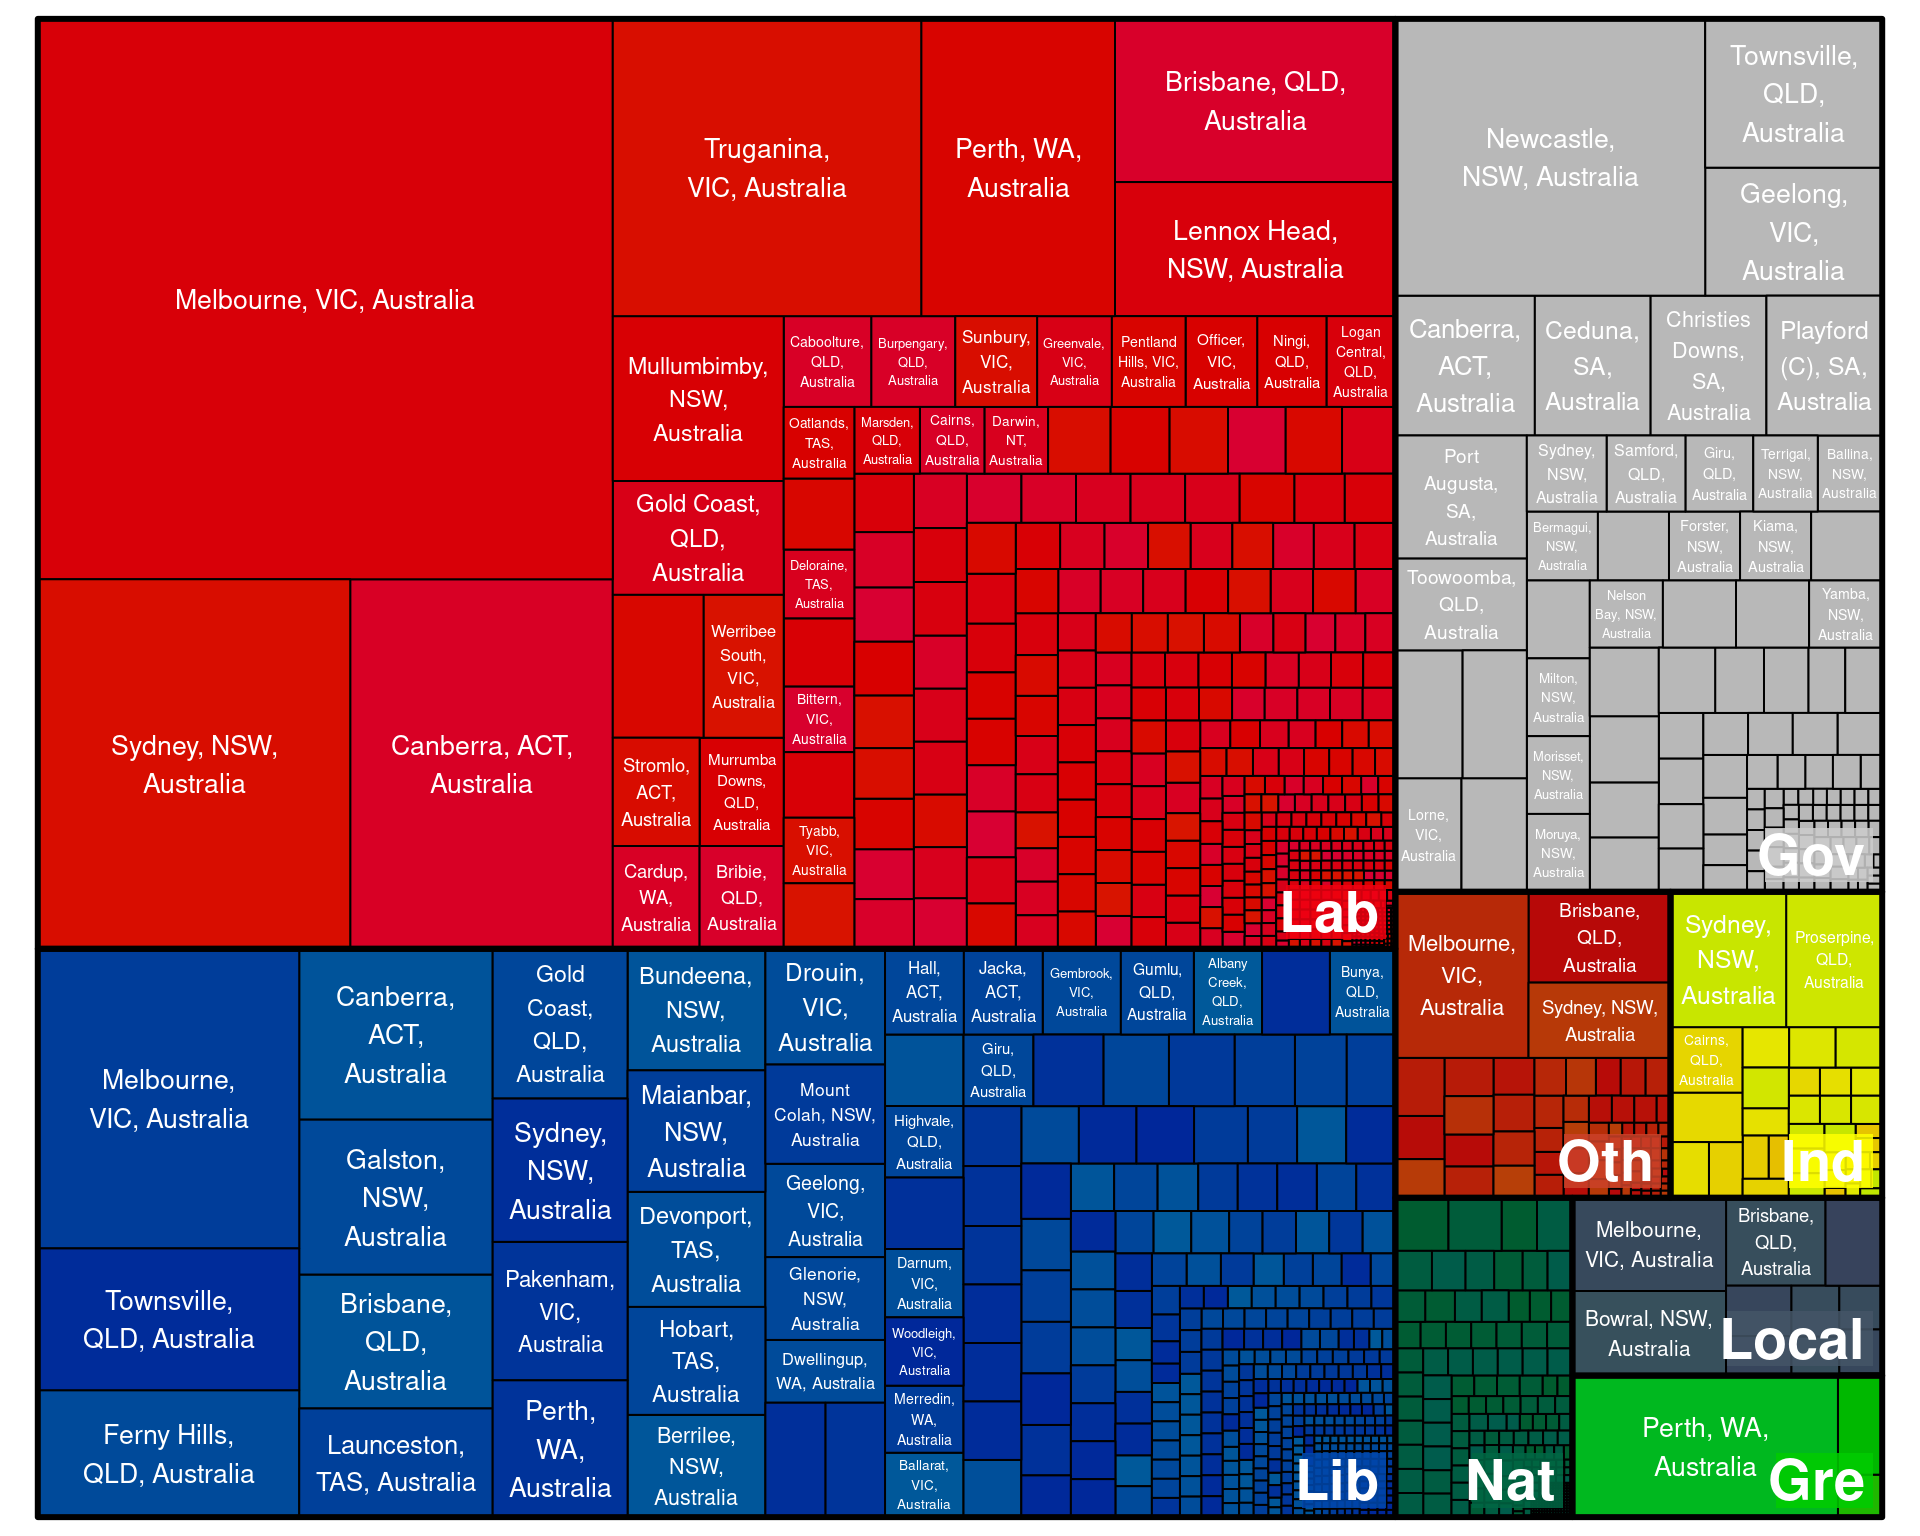 Melbourne, VIC, Australia
Sydney, NSW,
Australia
Canberra, ACT,
Australia
Truganina,
VIC, Australia
Perth, WA,
Australia
Brisbane, QLD,
Australia
Lennox Head,
NSW, Australia
Mullumbimby,
NSW,
Australia
Gold Coast,
QLD,
Australia
Werribee
South,
VIC,
Australia
Stromlo,
ACT,
Australia
Murrumba
Downs,
QLD,
Australia
Cardup,
WA,
Australia
Bribie,
QLD,
Australia
Caboolture,
QLD,
Australia
Burpengary,
QLD,
Australia
Sunbury,
VIC,
Australia
Greenvale,
VIC,
Australia
Pentland
Hills, VIC,
Australia
Officer,
VIC,
Australia
Ningi,
QLD,
Australia
Logan
Central,
QLD,
Australia
Oatlands,
TAS,
Australia
Marsden,
QLD,
Australia
Cairns,
QLD,
Australia
Darwin,
NT,
Australia
Deloraine,
TAS,
Australia
Bittern,
VIC,
Australia
Tyabb,
VIC,
Australia
Lab
Newcastle,
NSW, Australia
Townsville,
QLD,
Australia
Geelong,
VIC,
Australia
Canberra,
ACT,
Australia
Ceduna,
SA,
Australia
Christies
Downs,
SA,
Australia
Playford
(C), SA,
Australia
Port
Augusta,
SA,
Australia
Toowoomba,
QLD,
Australia
Lorne,
VIC,
Australia
Sydney,
NSW,
Australia
Samford,
QLD,
Australia
Giru,
QLD,
Australia
Terrigal,
NSW,
Australia
Ballina,
NSW,
Australia
Bermagui,
NSW,
Australia
Forster,
NSW,
Australia
Kiama,
NSW,
Australia
Nelson
Bay, NSW,
Australia
Yamba,
NSW,
Australia
Milton,
NSW,
Australia
Morisset,
NSW,
Australia
Moruya,
NSW,
Australia
Gov
Melbourne,
VIC, Australia
Townsville,
QLD, Australia
Ferny Hills,
QLD, Australia
Canberra,
ACT,
Australia
Galston,
NSW,
Australia
Brisbane,
QLD,
Australia
Launceston,
TAS, Australia
Gold
Coast,
QLD,
Australia
Sydney,
NSW,
Australia
Pakenham,
VIC,
Australia
Perth,
WA,
Australia
Bundeena,
NSW,
Australia
Maianbar,
NSW,
Australia
Devonport,
TAS,
Australia
Hobart,
TAS,
Australia
Berrilee,
NSW,
Australia
Drouin,
VIC,
Australia
Mount
Colah, NSW,
Australia
Geelong,
VIC,
Australia
Glenorie,
NSW,
Australia
Dwellingup,
WA, Australia
Hall,
ACT,
Australia
Jacka,
ACT,
Australia
Gembrook,
VIC,
Australia
Gumlu,
QLD,
Australia
Albany
Creek,
QLD,
Australia
Bunya,
QLD,
Australia
Giru,
QLD,
Australia
Highvale,
QLD,
Australia
Darnum,
VIC,
Australia
Woodleigh,
VIC,
Australia
Merredin,
WA,
Australia
Ballarat,
VIC,
Australia
Lib
Melbourne,
VIC,
Australia
Brisbane,
QLD,
Australia
Sydney, NSW,
Australia
Oth
Sydney,
NSW,
Australia
Proserpine,
QLD,
Australia
Cairns,
QLD,
Australia
Ind
Nat
Melbourne,
VIC, Australia
Brisbane,
QLD,
Australia
Bowral, NSW,
Australia
Local
Perth, WA,
Australia
Gre